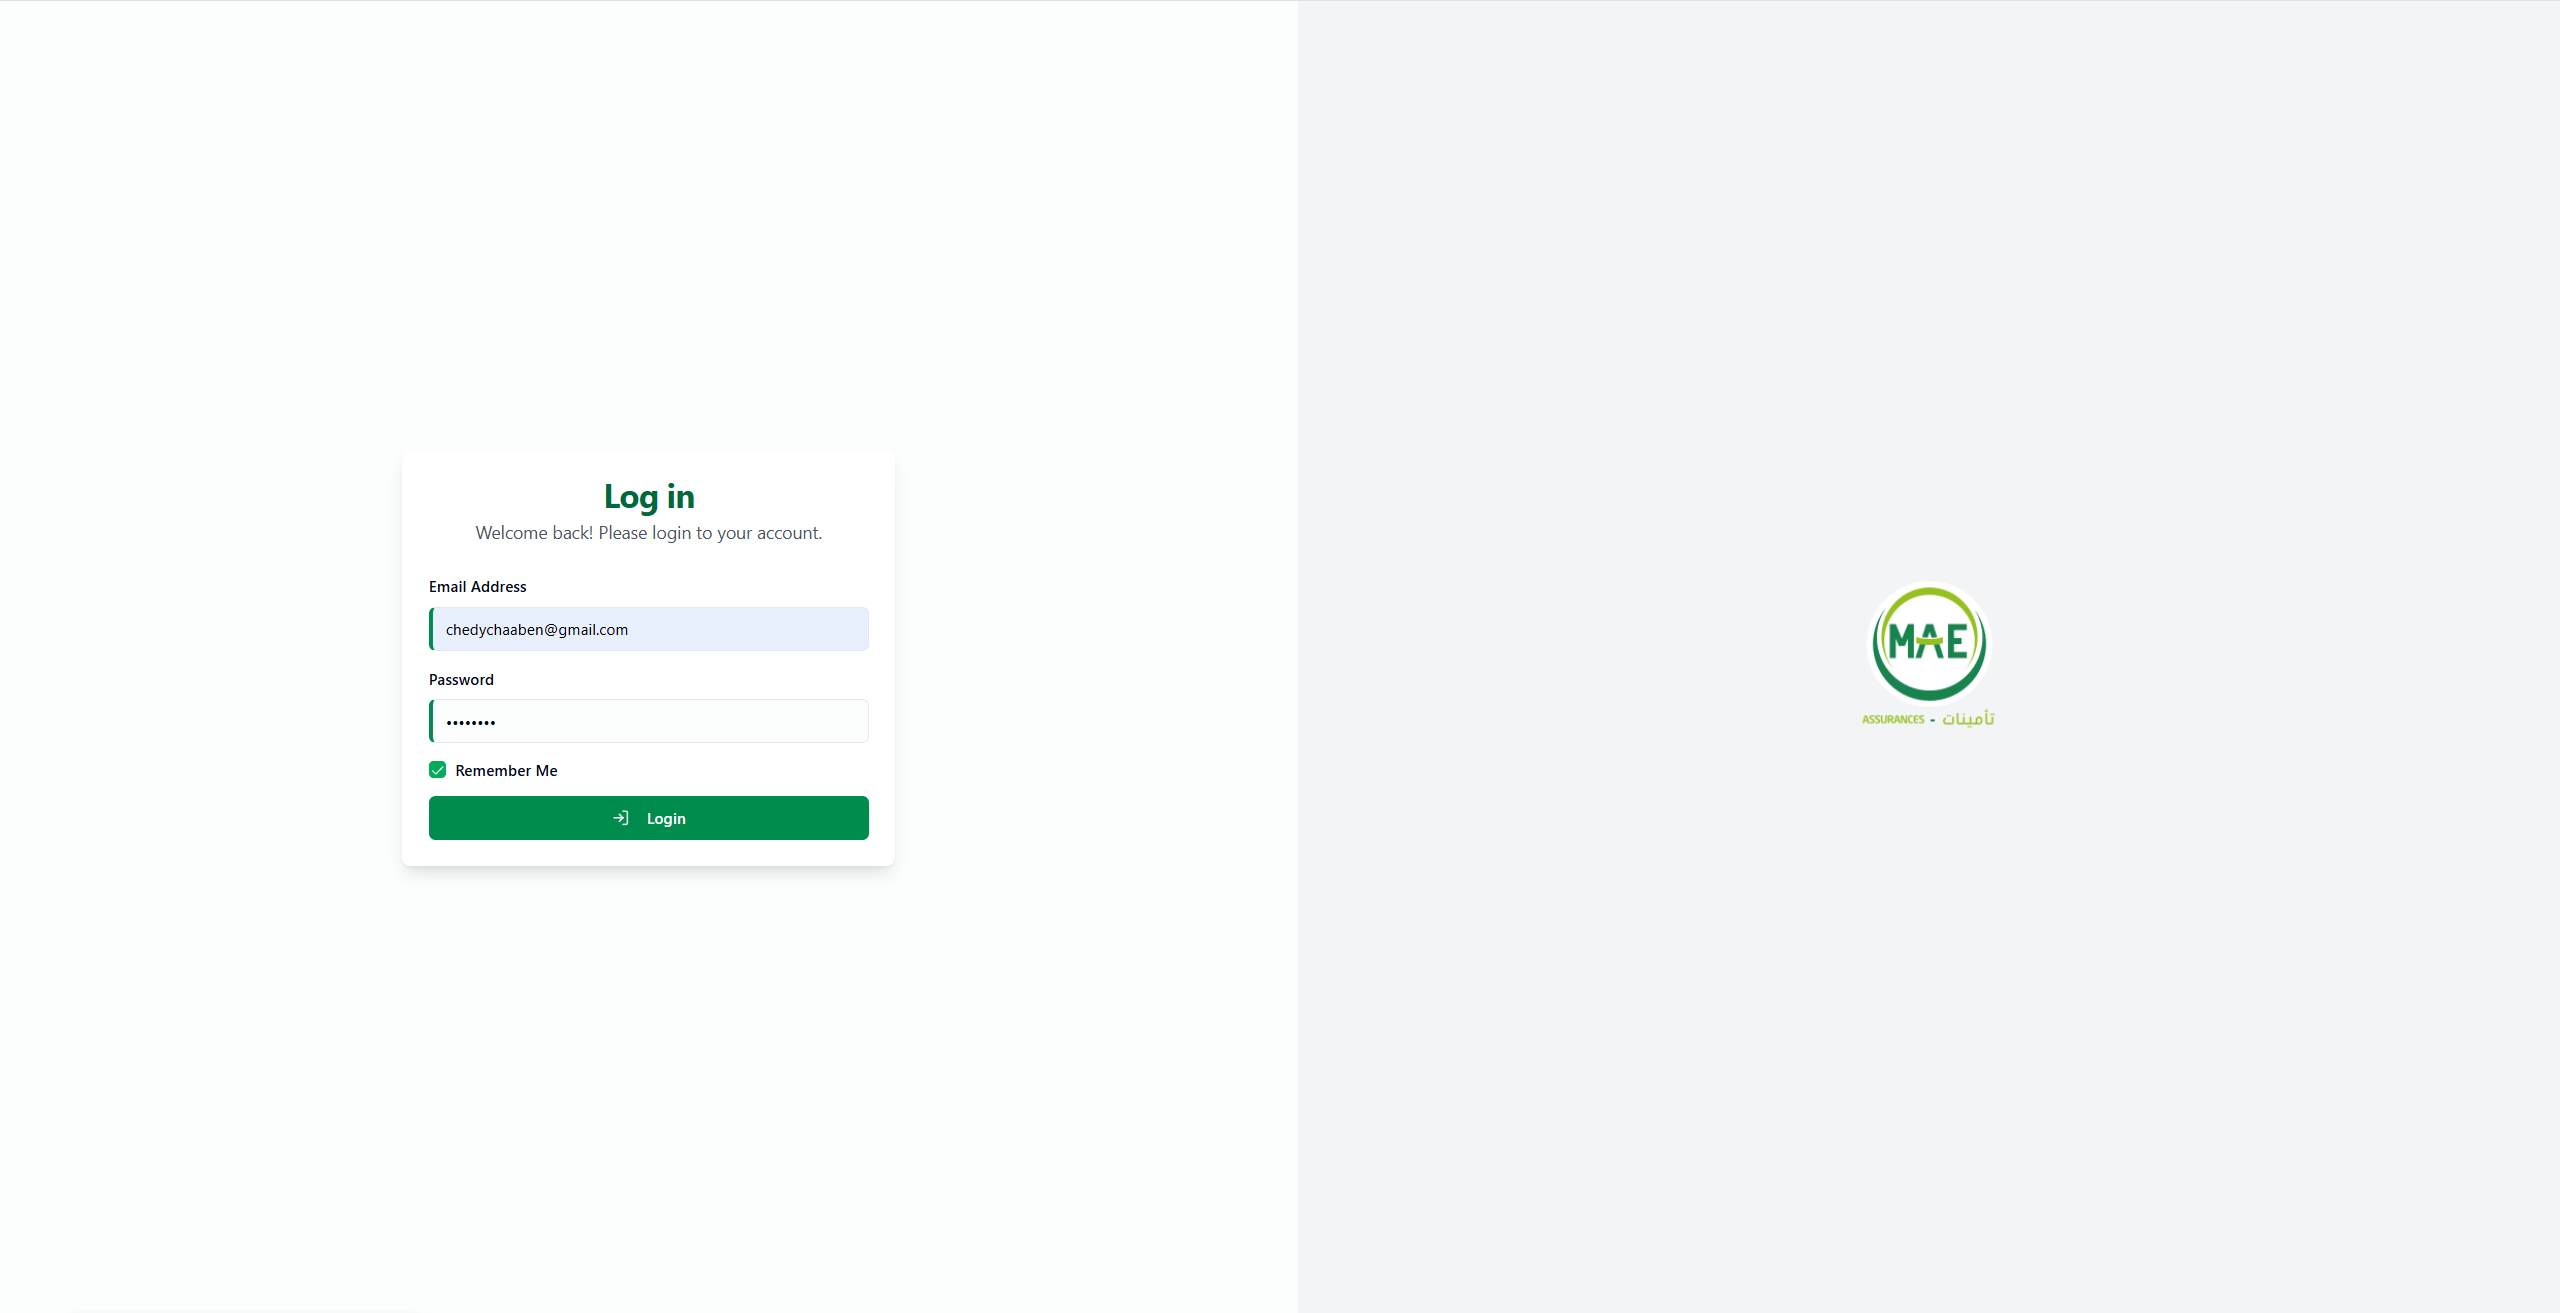 Log in
Welcome back! Please login to your account.
Email Address
chedychaaben@gmail.com
Password
••••••••
Remember Me
Login
MAE
ASSURANCES - تأمينات